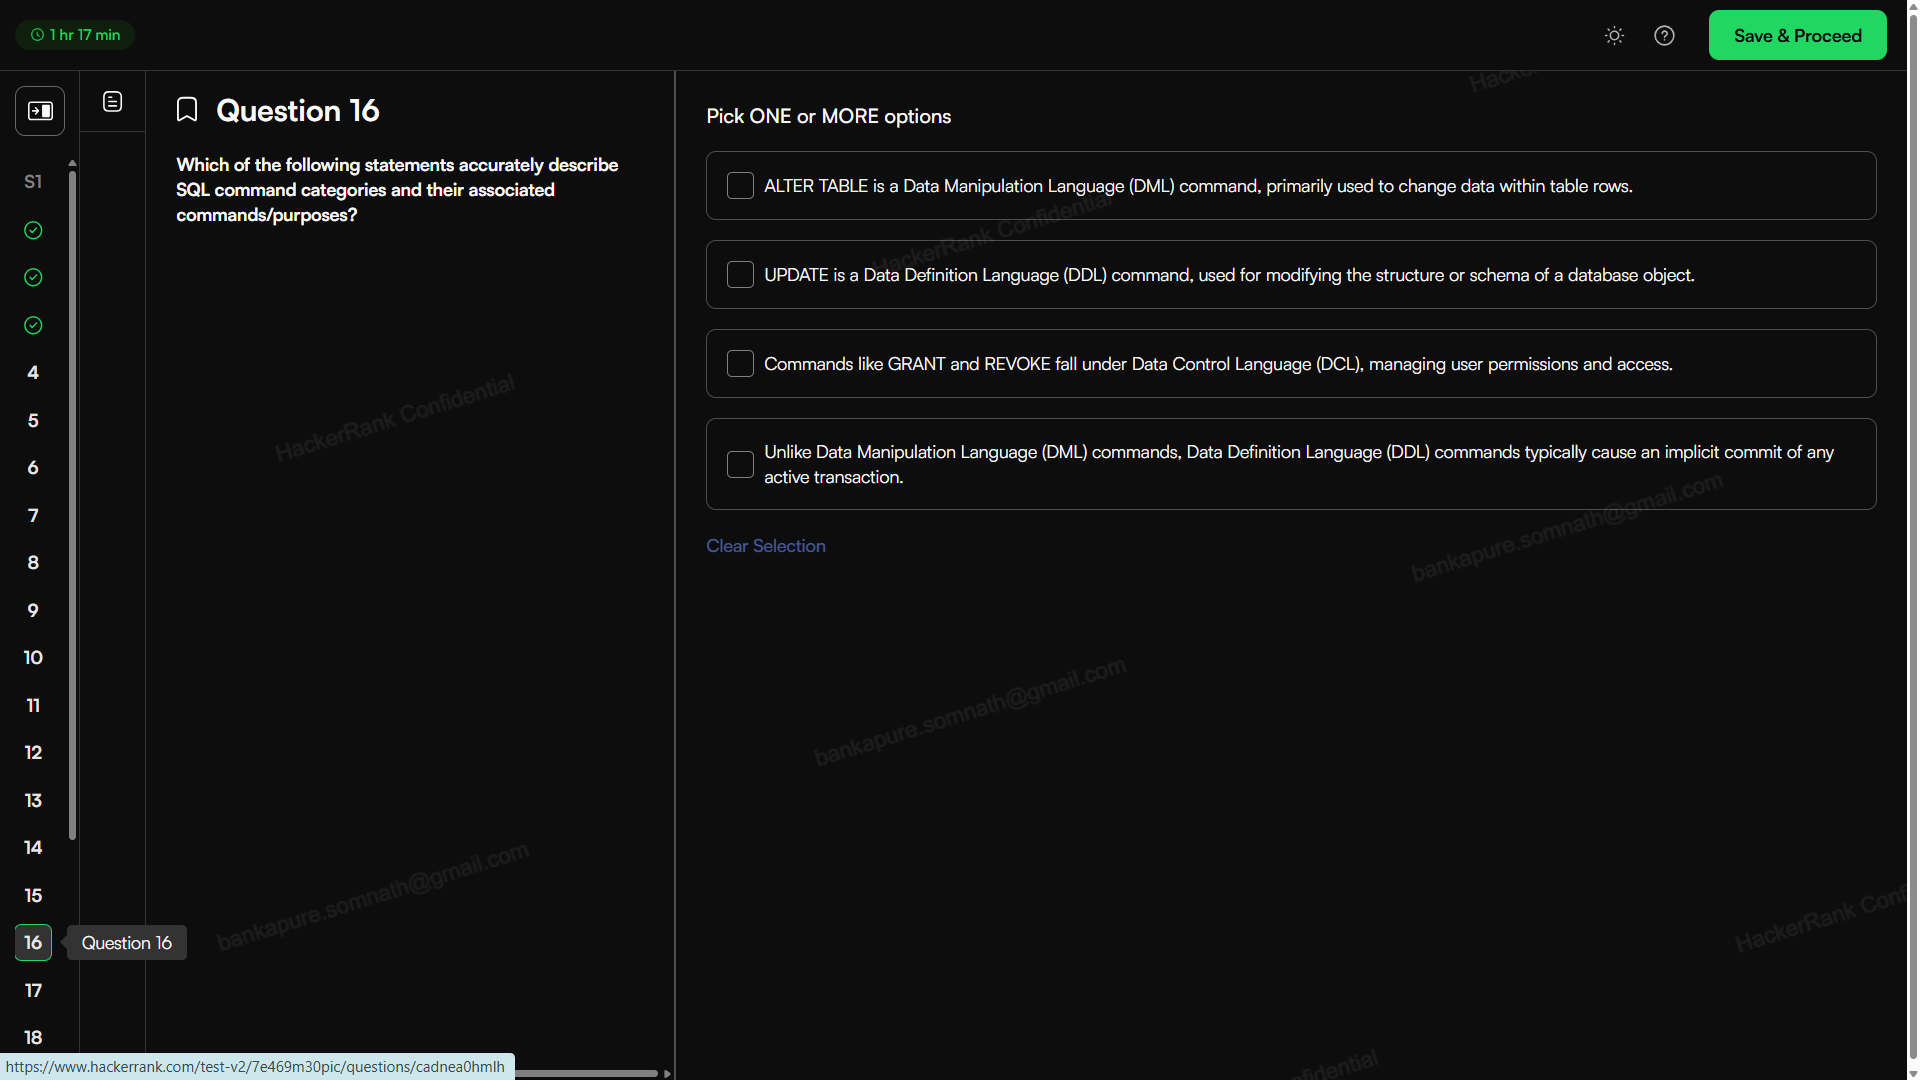 1 hr 17 min
Save & Proceed
S1
4
5
6
7
8
9
10
11
12
13
14
15
16
17
18
Question 16
Question 16
Which of the following statements accurately describe
SQL command categories and their associated
commands/purposes?
Pick ONE or MORE options
ALTER TABLE is a Data Manipulation Language (DML) command, primarily used to change data within table rows.
UPDATE is a Data Definition Language (DDL) command, used for modifying the structure or schema of a database object.
Commands like GRANT and REVOKE fall under Data Control Language (DCL), managing user permissions and access.
Unlike Data Manipulation Language (DML) commands, Data Definition Language (DDL) commands typically cause an implicit commit of any
active transaction.
Clear Selection
HackerRank Confidential
HackerRank Confidential
bankapure.somnath@gmail.com
bankapure.somnath@gmail.com
bankapure.somnath@gmail.com
HackerRank
https://www.hackerrank.com/test-v2/7e469m30pic/questions/cadnea0hmlh